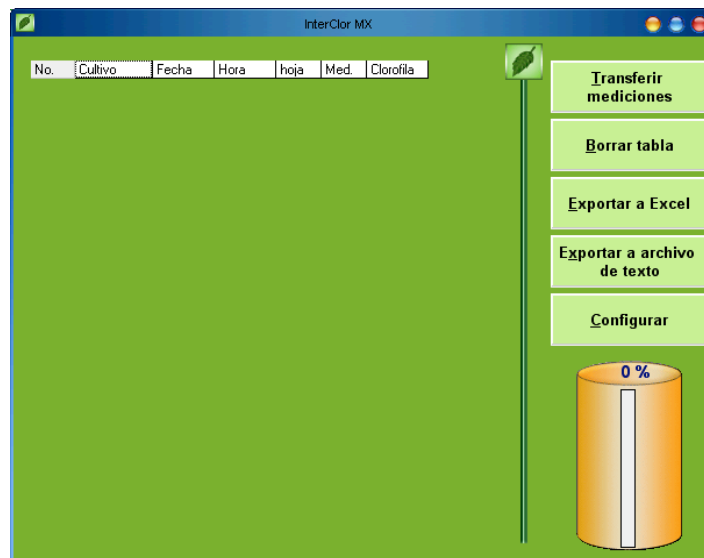 InterClor MX
No. Cultivo Fecha Hora hoja Med. Clorofila
Transferir
mediciones
Borrar tabla
Exportar a Excel
Exportar a archivo
de texto
Configurar
0 %